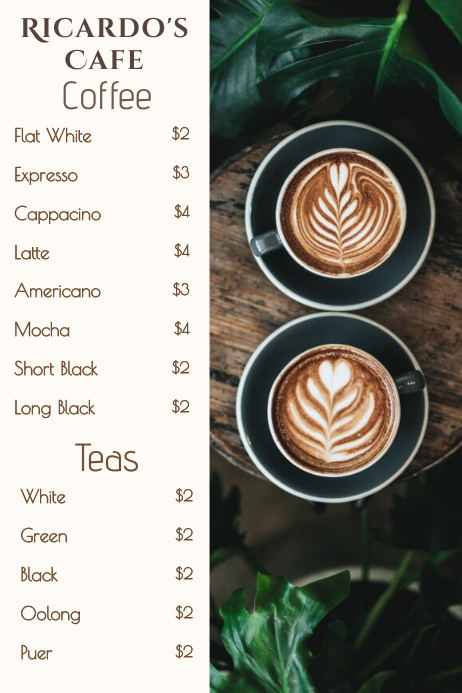 Ricardo's
Cafe
Coffee
Flat White $2
Expresso $3
Cappacino $4
Latte $4
Americano $3
Mocha $4
Short Black $2
Long Black $2
Teas
White $2
Green $2
Black $2
Oolong $2
Puer $2